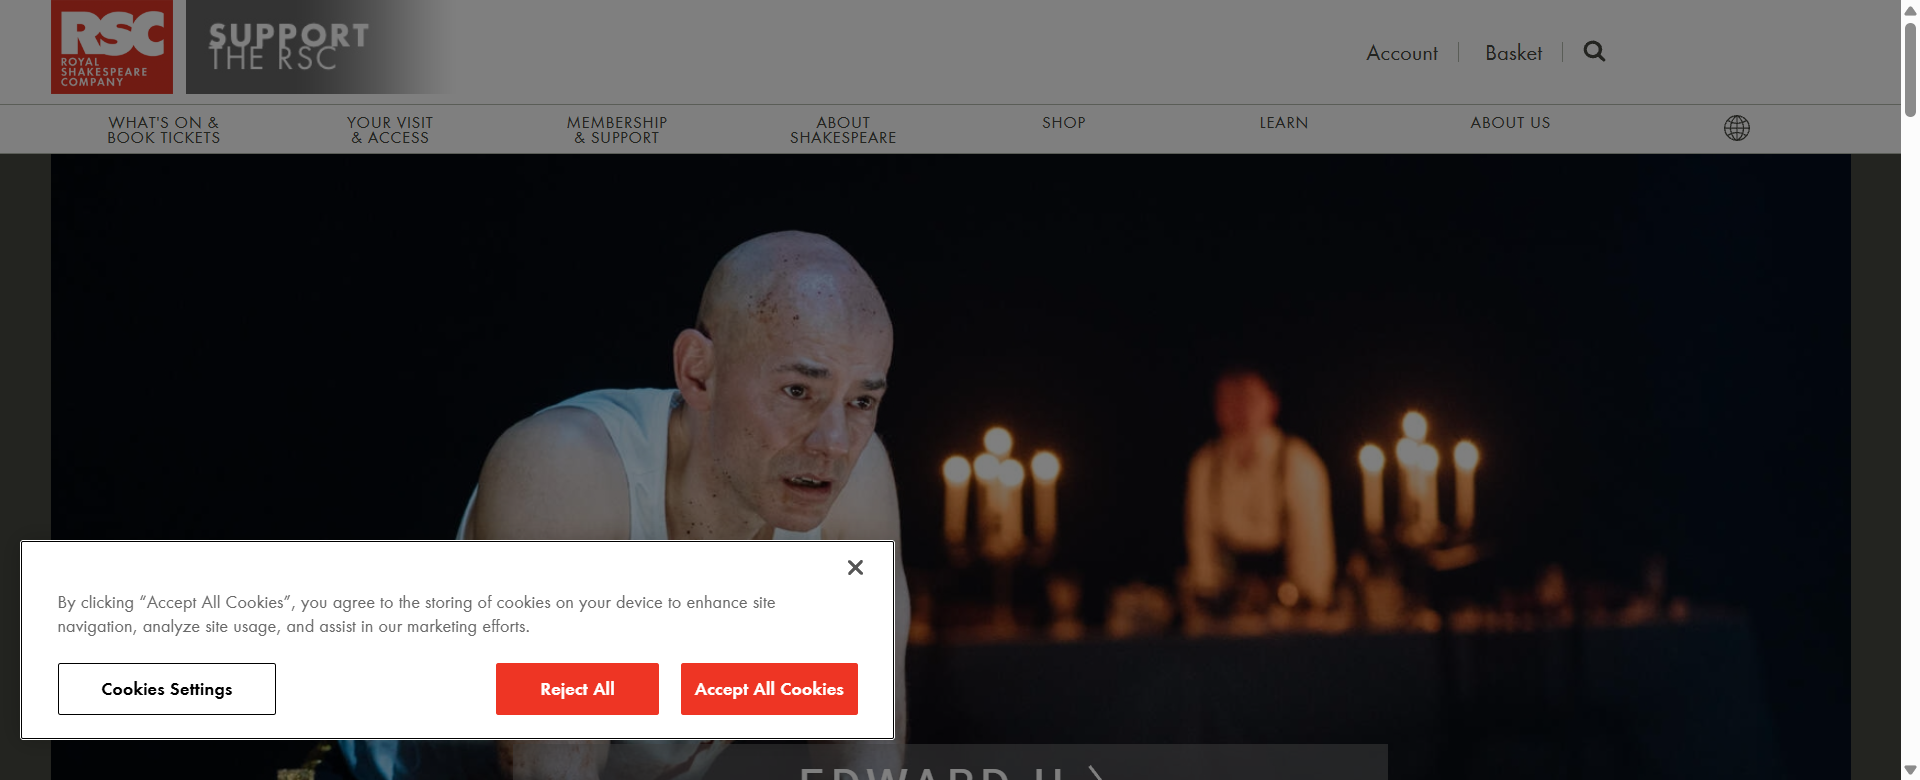 RSC
ROYAL
SHAKESPEARE
COMPANY
SUPPORT
THE RSC
Account
Basket
WHAT'S ON &
BOOK TICKETS
YOUR VISIT
& ACCESS
MEMBERSHIP
& SUPPORT
ABOUT
SHAKESPEARE
SHOP
LEARN
ABOUT US
By clicking “Accept All Cookies”, you agree to the storing of cookies on your device to enhance site
navigation, analyze site usage, and assist in our marketing efforts.
Cookies Settings
Reject All
Accept All Cookies
EDWARD II